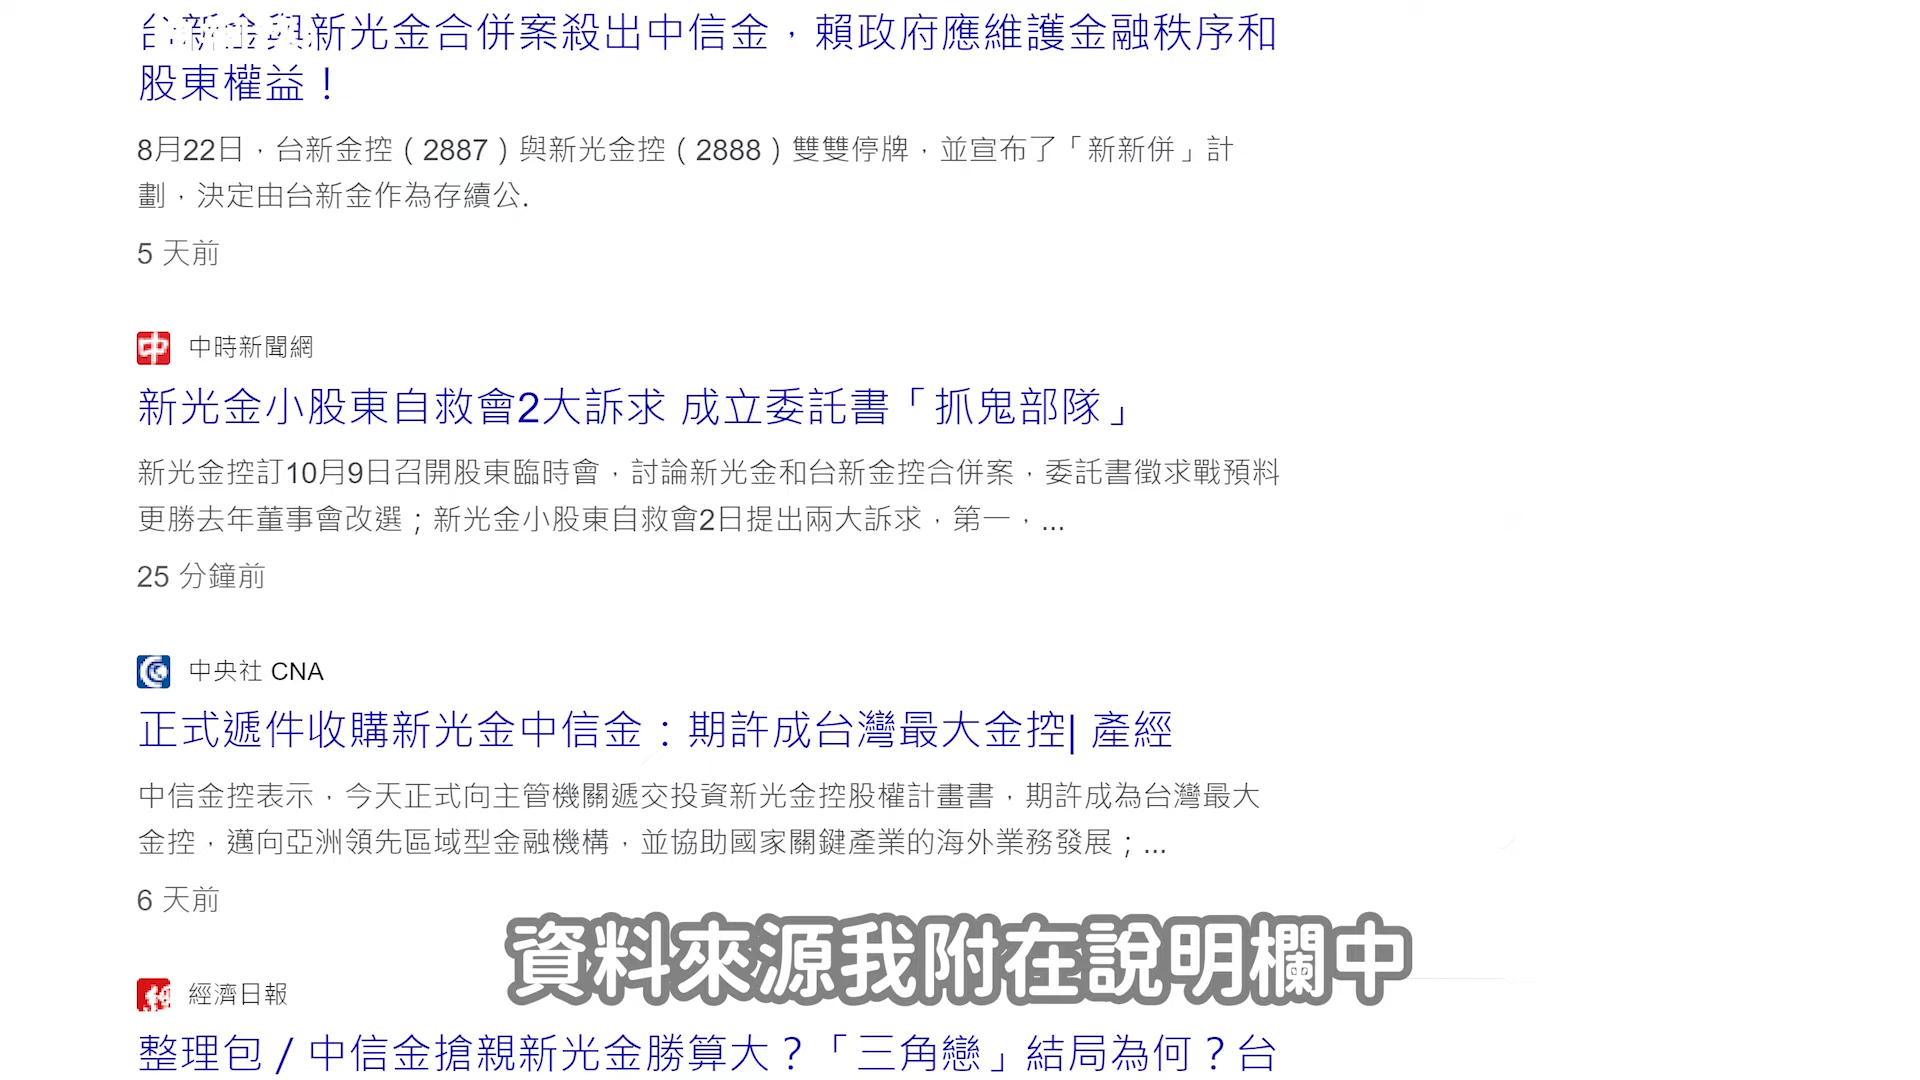 台新金與新光金合併案殺出中信金，賴政府應維護金融秩序和
股東權益！
8月22日，台新金控（2887）與新光金控（2888）雙雙停牌，並宣布了「新新併」計
劃，決定由台新金作為存續公.
5 天前
中時新聞網
新光金小股東自救會2大訴求 成立委託書「抓鬼部隊」
新光金控訂10月9日召開股東臨時會，討論新光金和台新金控合併案，委託書徵求戰預料
更勝去年董事會改選；新光金小股東自救會2日提出兩大訴求，第一，...
25 分鐘前
中央社 CNA
正式遞件收購新光金中信金：期許成台灣最大金控| 產經
中信金控表示，今天正式向主管機關遞交投資新光金控股權計畫書，期許成為台灣最大
金控，邁向亞洲領先區域型金融機構，並協助國家關鍵產業的海外業務發展；...
6 天前
資料來源我附在說明欄中
經濟日報
整理包 / 中信金搶親新光金勝算大？「三角戀」結局為何？台